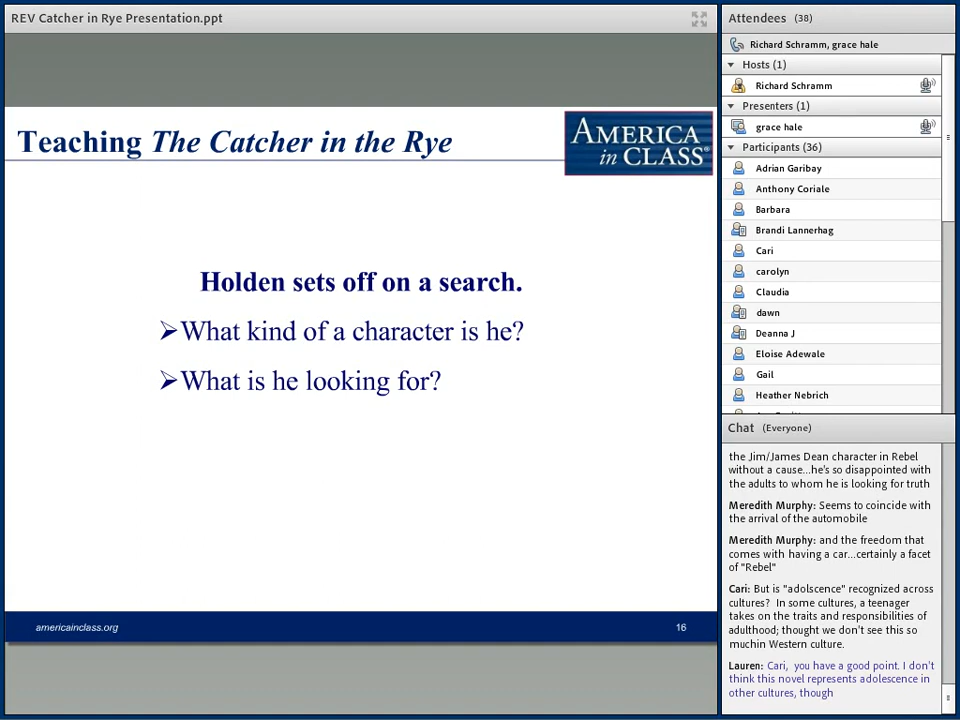 REV Catcher in Rye Presentation.ppt
Teaching The Catcher in the Rye
AMERICA
in CLASS®
Holden sets off on a search.
➢What kind of a character is he?
➢What is he looking for?
americainclass.org
16
Attendees (38)
Richard Schramm, grace hale
Hosts (1)
Richard Schramm
Presenters (1)
grace hale
Participants (36)
Adrian Garibay
Anthony Coriale
Barbara
Brandi Lannerhag
Cari
carolyn
Claudia
dawn
Deanna J
Eloise Adewale
Gail
Heather Nebrich
Chat (Everyone)
the Jim/James Dean character in Rebel
without a cause...he's so disappointed with
the adults to whom he is looking for truth
Meredith Murphy: Seems to coincide with
the arrival of the automobile
Meredith Murphy: and the freedom that
comes with having a car...certainly a facet
of "Rebel"
Cari: But is "adolscence" recognized across
cultures? In some cultures, a teenager
takes on the traits and responsibilities of
adulthood; thought we don't see this so
muchin Western culture.
Lauren: Cari, you have a good point. I don't
think this novel represents adolescence in
other cultures, though